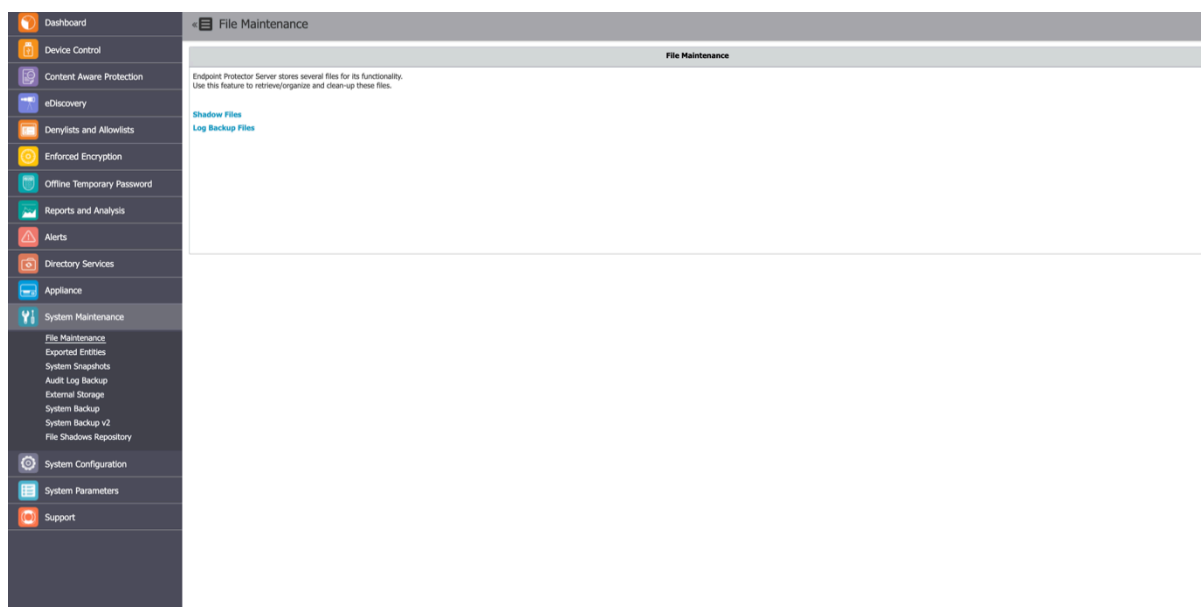 Dashboard
Device Control
Content Aware Protection
eDiscovery
Denylists and Allowlists
Enforced Encryption
Offline Temporary Password
Reports and Analysis
Alerts
Directory Services
Appliance
System Maintenance
File Maintenance
Exported Entities
System Snapshots
Audit Log Backup
External Storage
System Backup
System Backup v2
File Shadows Repository
System Configuration
System Parameters
Support
« File Maintenance
File Maintenance
Endpoint Protector Server stores several files for its functionality.
Use this feature to retrieve/organize and clean-up these files.
Shadow Files
Log Backup Files